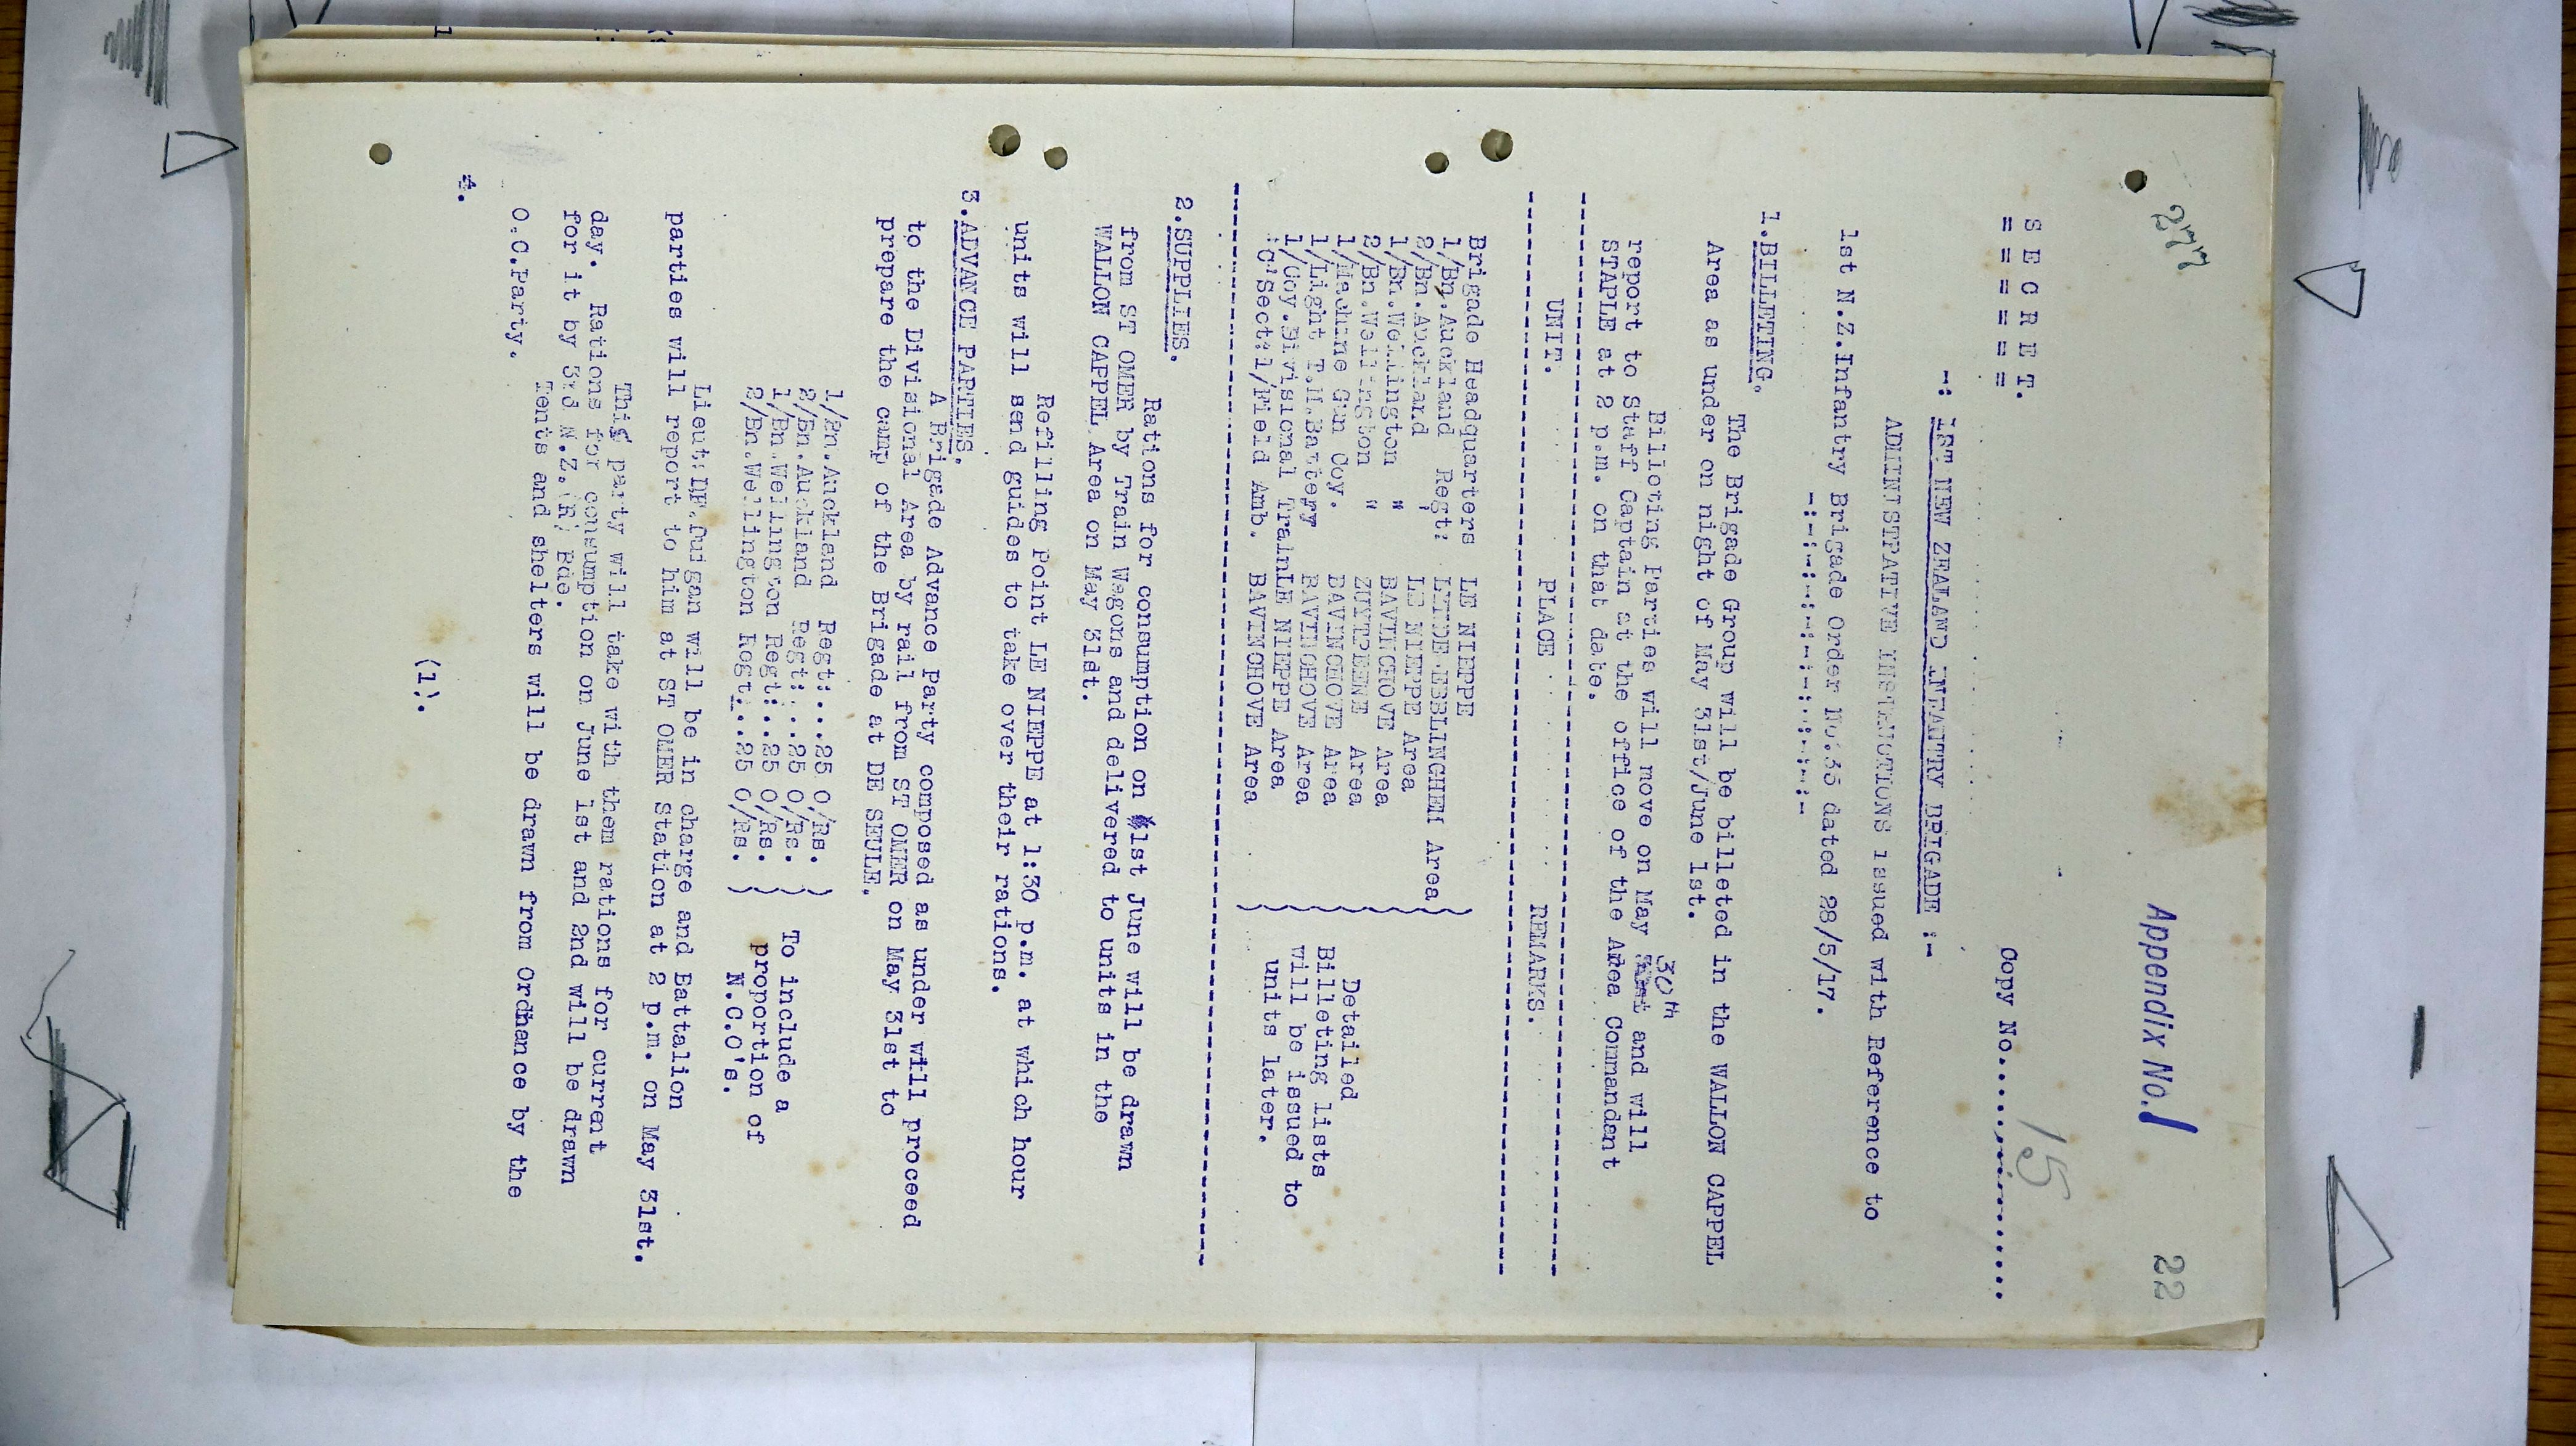 277
Appendix No. 1
22
S E C R E T.
= = = = = = =
Copy No..... 15 .......
-: 1ST NEW ZEALAND INFANTRY BRIGADE :-
ADMINISTRATIVE INSTRUCTIONS issued with Reference to
1st N.Z.Infantry Brigade Order No:35 dated 28/5/17.
-:-:-:-:-:-:-:-:-:-:-
1.BILLETING.
The Brigade Group will be billeted in the WALLON CAPPEL
Area as under on night of May 31st/June 1st.
Billeting Parties will move on May 30th and will
report to Staff Captain at the office of the Area Commandant
STAPLE at 2 p.m. on that date.
UNIT. PLACE REMARKS.
Brigade Headquarters LE NIEPPE
1/Bn.Auckland Regt: LINDE-EBBLINGHEM Area
2/Bn.Auckland " LE NIEPPE Area
1/Bn.Wellington " BAVINCHOVE Area
2/Bn.Wellington " ZUYTPEENE Area
1/Machine Gun Coy. BAVINCHOVE Area
1/Light T.M.Battery BAVINCHOVE Area
1/Coy.Divisional Train LE NIEPPE Area
'C'Sect:1/Field Amb. BAVINCHOVE Area
Detailed
Billeting lists
will be issued to
units later.
2.SUPPLIES.
Rations for consumption on 1st June will be drawn
from ST OMER by Train Wagons and delivered to units in the
WALLON CAPPEL Area on May 31st.
Refilling Point LE NIEPPE at 1:30 p.m. at which hour
units will send guides to take over their rations.
3.ADVANCE PARTIES.
A Brigade Advance Party composed as under will proceed
to the Divisional Area by rail from ST OMER on May 31st to
prepare the camp of the Brigade at DE SEULE.
1/Bn.Auckland Regt:...25 O/Rs. )
2/Bn.Auckland Regt:...25 O/Rs. )
1/Bn.Wellington Regt:..25 O/Rs. )
2/Bn.Wellington Regt:..25 O/Rs. )
To include a
proportion of
N.C.O's.
Lieut: Duigan will be in charge and Battalion
parties will report to him at ST OMER Station at 2 p.m. on May 31st.
This party will take with them rations for current
day. Rations for consumption on June 1st and 2nd will be drawn
for it by 3rd N.Z.(R) Bde.
Tents and shelters will be drawn from Ordnance by the
O.C.Party.
4.
(1).